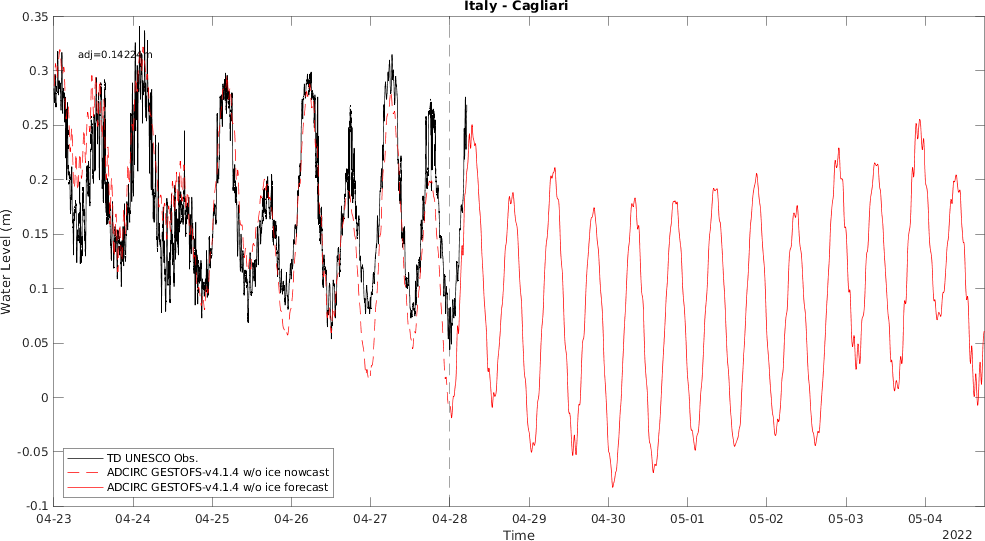 Italy - Cagliari
adj=0.14224m
0.35
0.3
0.25
0.2
0.15
0.1
0.05
0
-0.05
-0.1
Water Level (m)
TD UNESCO Obs.
ADCIRC GESTOFS-v4.1.4 w/o ice nowcast
ADCIRC GESTOFS-v4.1.4 w/o ice forecast
04-23 04-24 04-25 04-26 04-27 04-28 04-29 04-30 05-01 05-02 05-03 05-04
Time
2022